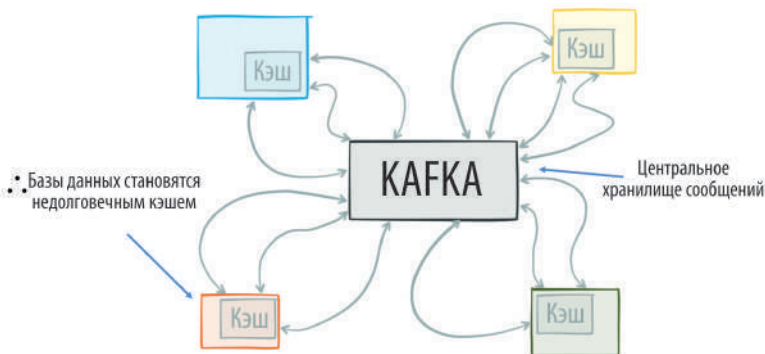 Кэш
Кэш
KAFKA
∴ Базы данных становятся
недолговечным кэшем
Центральное
хранилище сообщений
Кэш
Кэш